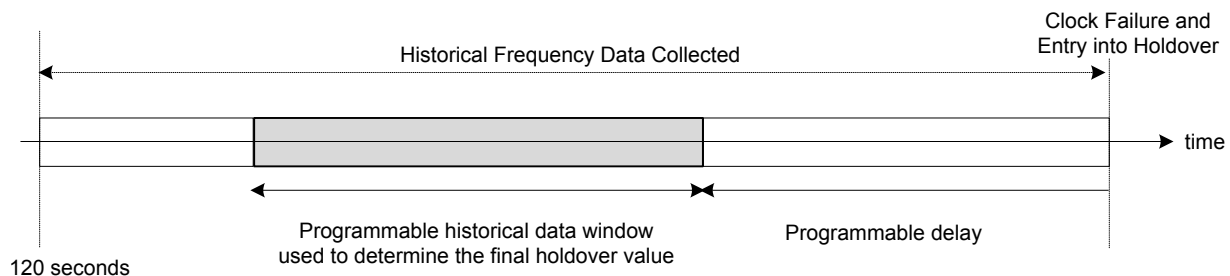 Clock Failure and
Entry into Holdover
Historical Frequency Data Collected
time
Programmable historical data window
used to determine the final holdover value
Programmable delay
120 seconds